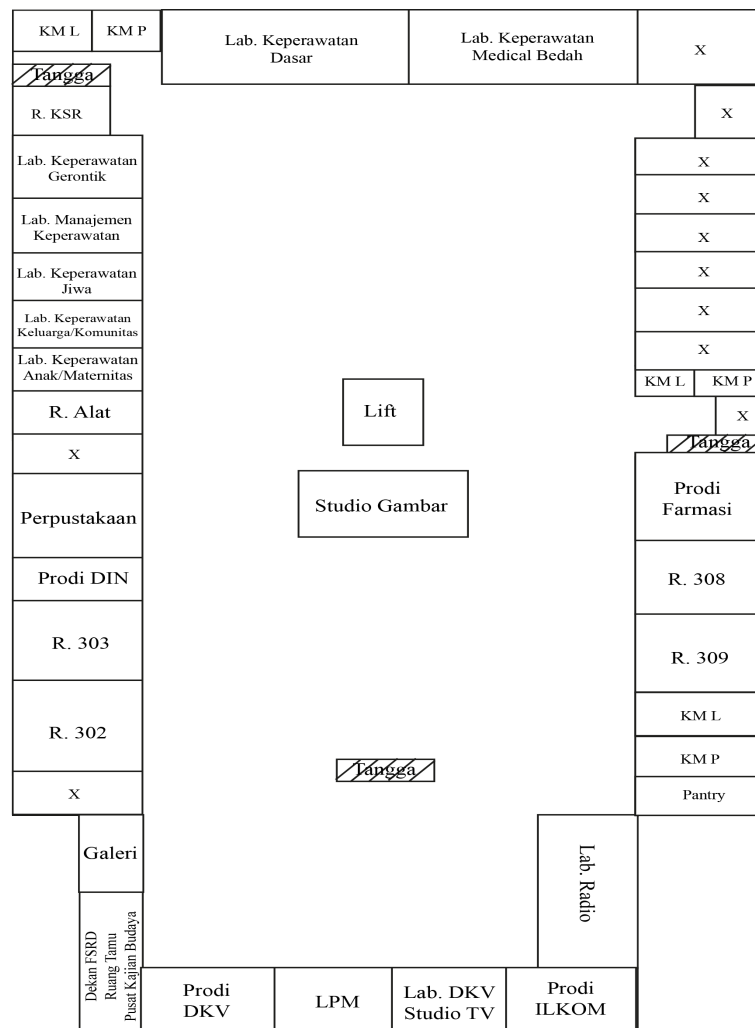 KM L
KM P
Lab. Keperawatan
Dasar
Lab. Keperawatan
Medical Bedah
X
Tangga
R. KSR
X
Lab. Keperawatan
Gerontik
X
X
Lab. Manajemen
Keperawatan
X
Lab. Keperawatan
Jiwa
X
Lab. Keperawatan
Keluarga/Komunitas
X
X
Lab. Keperawatan
Anak/Maternitas
KM L
KM P
R. Alat
Lift
X
Tangga
X
Perpustakaan
Studio Gambar
Prodi
Farmasi
Prodi DIN
R. 308
R. 303
R. 309
R. 302
KM L
Tangga
KM P
X
Pantry
Galeri
Lab. Radio
Dekan FSRD
Ruang Tamu
Pusat Kajian Budaya
Prodi
DKV
LPM
Lab. DKV
Studio TV
Prodi
ILKOM